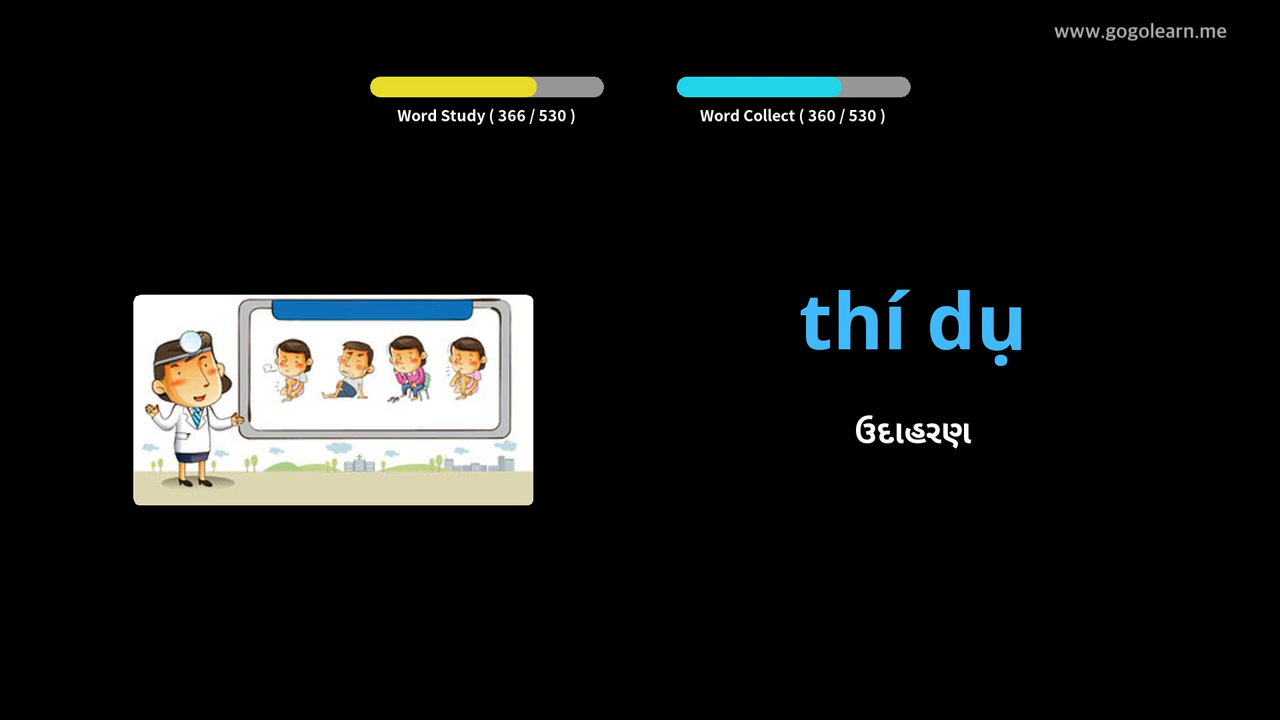 www.gogolearn.me
Word Study ( 366 / 530 )
Word Collect ( 360 / 530 )
thí dụ
ઉદાહરણ